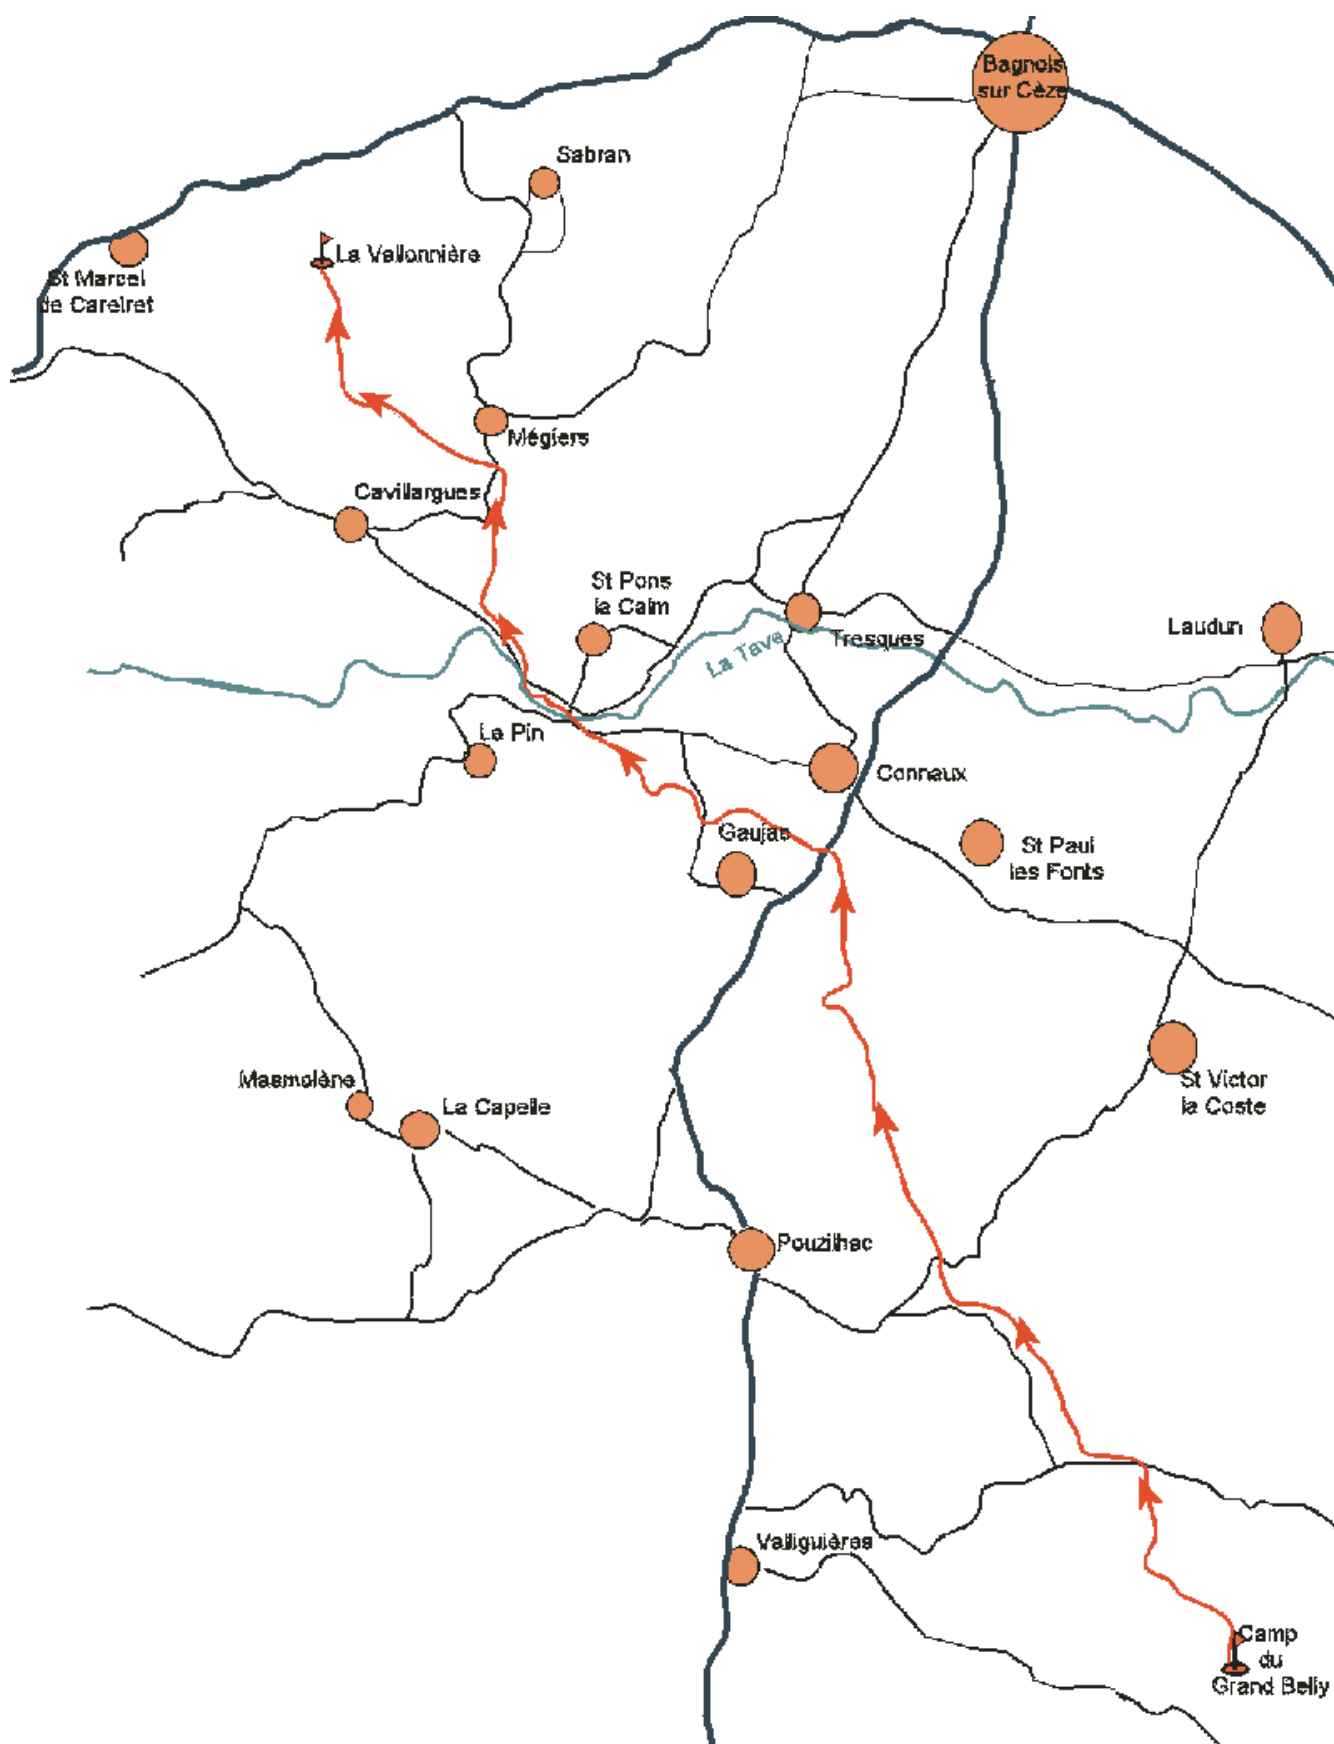 Bagnols
sur Cèze
Sabran
La Vallonnière
St Marcel
de Careiret
Mégiers
Cavillargues
St Pons
la Calm
La Tave
Tresques
Laudun
Le Pin
Connaux
Gaujac
St Paul
les Fonts
Masmolène
La Capelle
St Victor
la Coste
Pouzilhac
Valliguières
Camp
du
Grand Belly